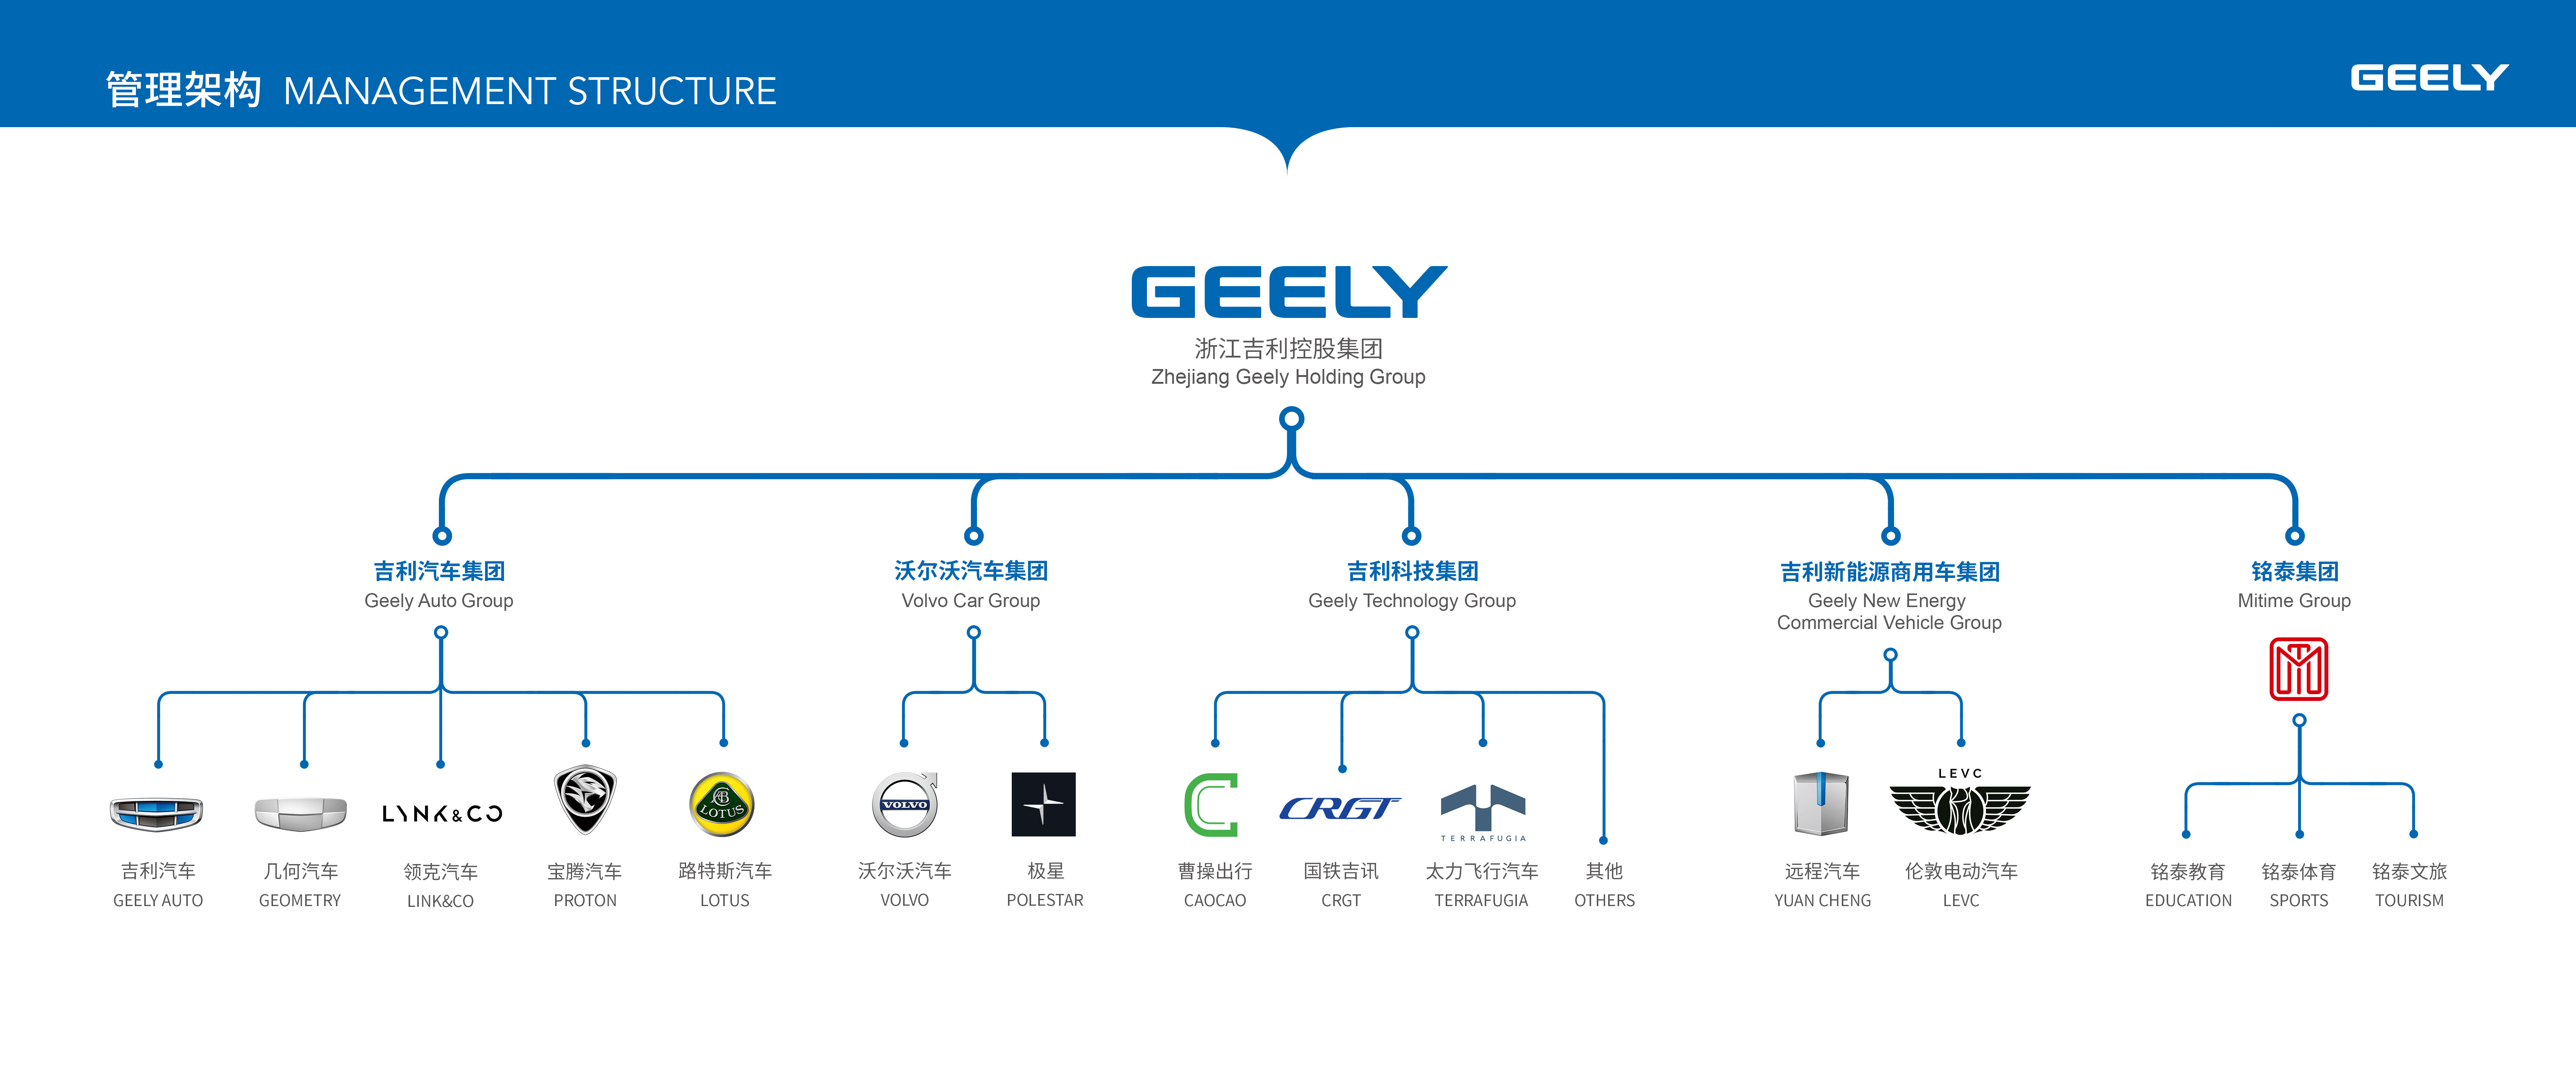 管理架构 MANAGEMENT STRUCTURE
GEELY
GEELY
浙江吉利控股集团
Zhejiang Geely Holding Group
吉利汽车集团
Geely Auto Group
沃尔沃汽车集团
Volvo Car Group
吉利科技集团
Geely Technology Group
吉利新能源商用车集团
Geely New Energy
Commercial Vehicle Group
铭泰集团
Mitime Group
LYNK&CO
LOTUS
VOLVO
CRGT
TERRAFUGIA
LEVC
吉利汽车
GEELY AUTO
几何汽车
GEOMETRY
领克汽车
LINK&CO
宝腾汽车
PROTON
路特斯汽车
LOTUS
沃尔沃汽车
VOLVO
极星
POLESTAR
曹操出行
CAOCAO
国铁吉讯
CRGT
太力飞行汽车
TERRAFUGIA
其他
OTHERS
远程汽车
YUAN CHENG
伦敦电动汽车
LEVC
铭泰教育
EDUCATION
铭泰体育
SPORTS
铭泰文旅
TOURISM